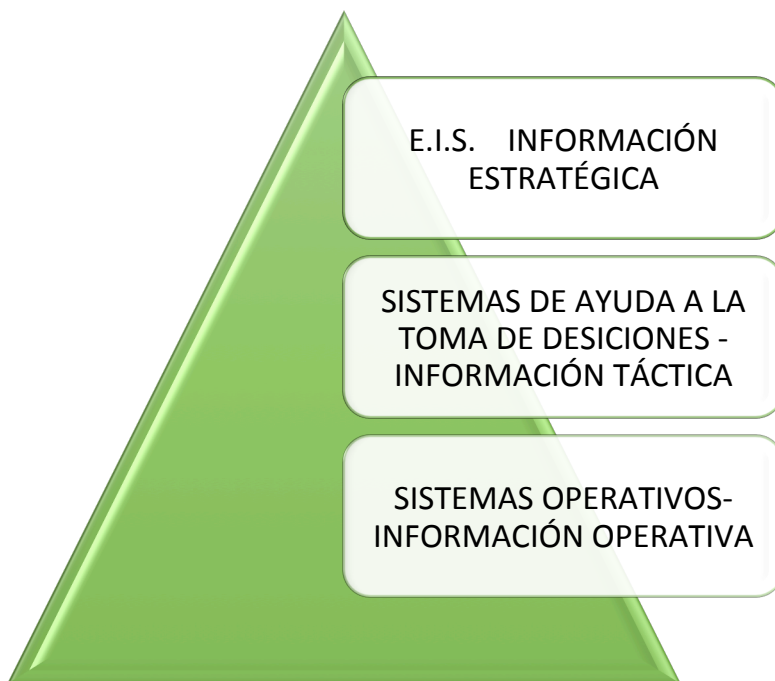 E.I.S. INFORMACIÓN
ESTRATÉGICA
SISTEMAS DE AYUDA A LA
TOMA DE DESICIONES -
INFORMACIÓN TÁCTICA
SISTEMAS OPERATIVOS-
INFORMACIÓN OPERATIVA